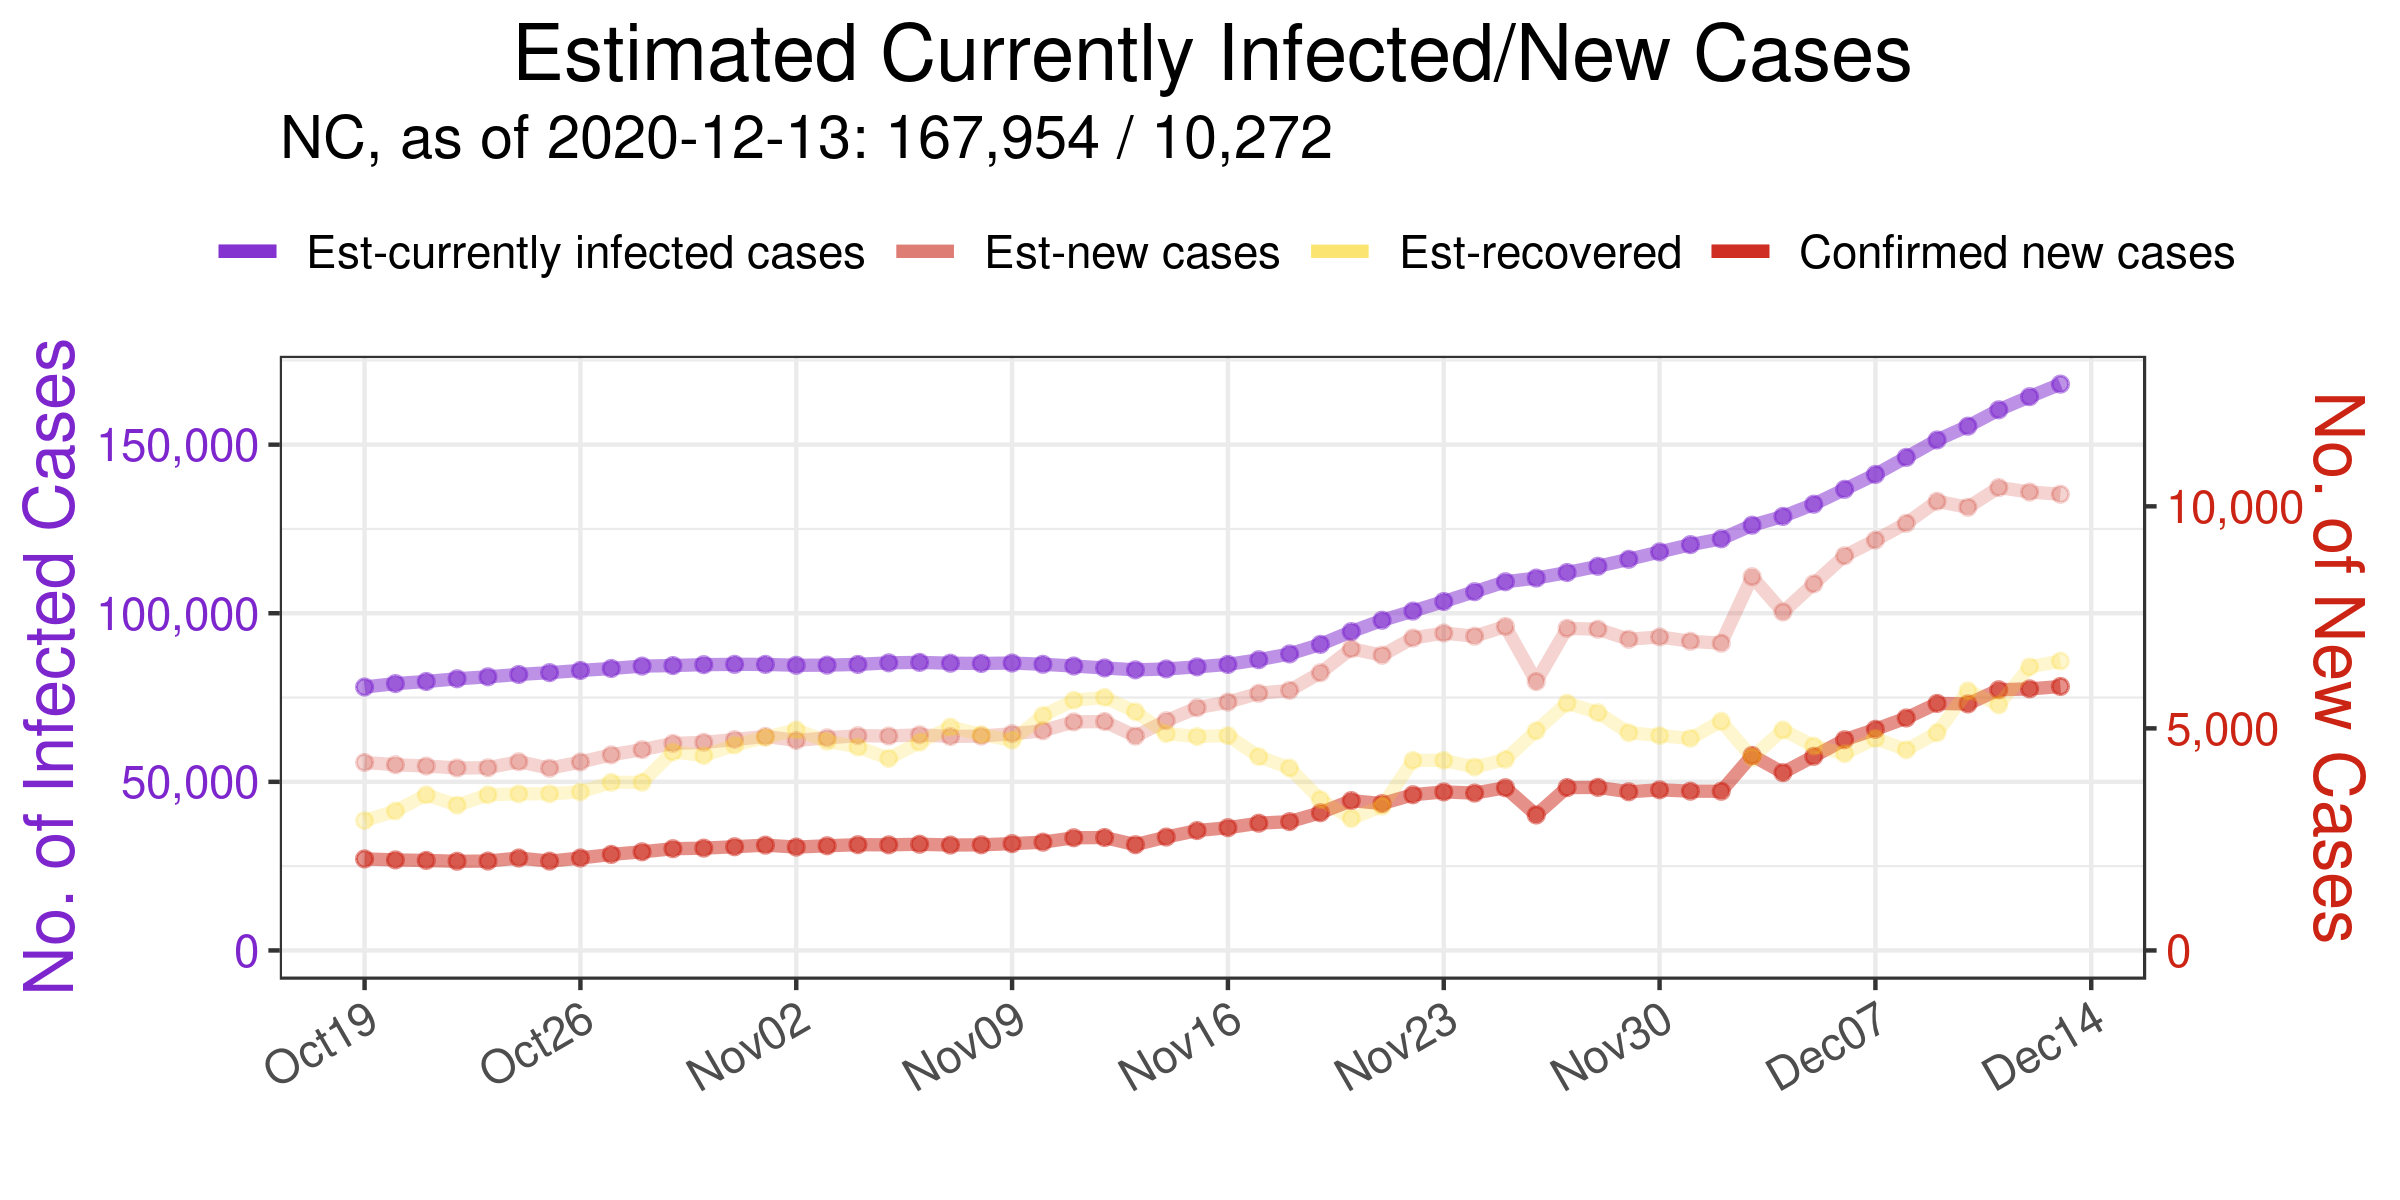 Estimated Currently Infected/New Cases
NC, as of 2020-12-13: 167,954 / 10,272
Est-currently infected cases Est-new cases Est-recovered Confirmed new cases
No. of Infected Cases
150,000
100,000
50,000
0
No. of New Cases
10,000
5,000
0
Oct19 Oct26 Nov02 Nov09 Nov16 Nov23 Nov30 Dec07 Dec14